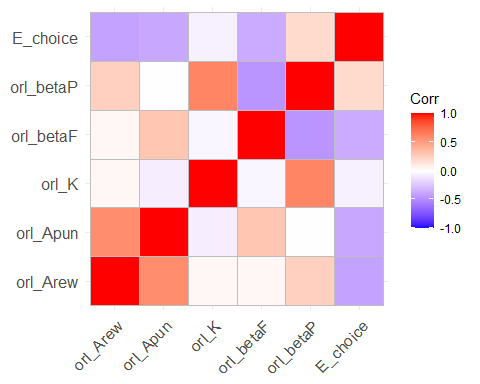 E_choice
orl_betaP
orl_betaF
orl_K
orl_Apun
orl_Arew
orl_Arew
orl_Apun
orl_K
orl_betaF
orl_betaP
E_choice
Corr
1.0
0.5
0.0
-0.5
-1.0